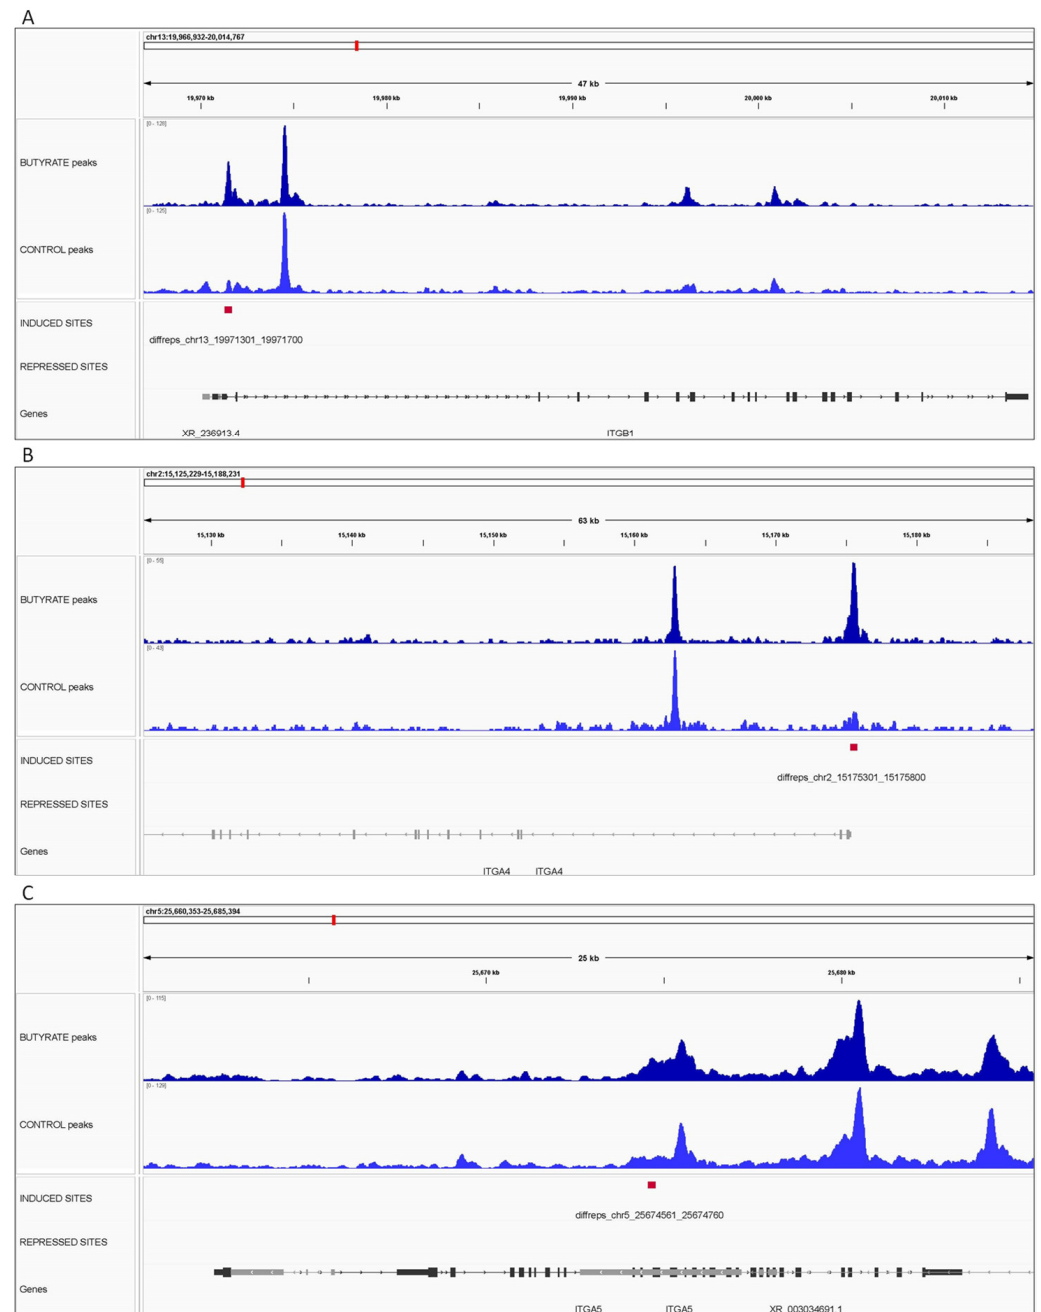 A
chr13:19,966,932-20,014,767
47 kb
19,970 kb 19,980 kb 19,990 kb 20,000 kb 20,010 kb
[0 - 126]
BUTYRATE peaks
[0 - 125]
CONTROL peaks
INDUCED SITES
diffreps_chr13_19971301_19971700
REPRESSED SITES
Genes
XR_236913.4 ITGB1
B
chr2:15,125,229-15,188,231
63 kb
15,130 kb 15,140 kb 15,150 kb 15,160 kb 15,170 kb 15,180 kb
[0 - 55]
BUTYRATE peaks
[0 - 43]
CONTROL peaks
INDUCED SITES
diffreps_chr2_15175301_15175800
REPRESSED SITES
Genes
ITGA4 ITGA4
C
chr5:25,660,353-25,685,394
25 kb
25,670 kb 25,680 kb
[0 - 115]
BUTYRATE peaks
[0 - 129]
CONTROL peaks
INDUCED SITES
diffreps_chr5_25674561_25674760
REPRESSED SITES
Genes
ITGA5 ITGA5 XR_003034691.1